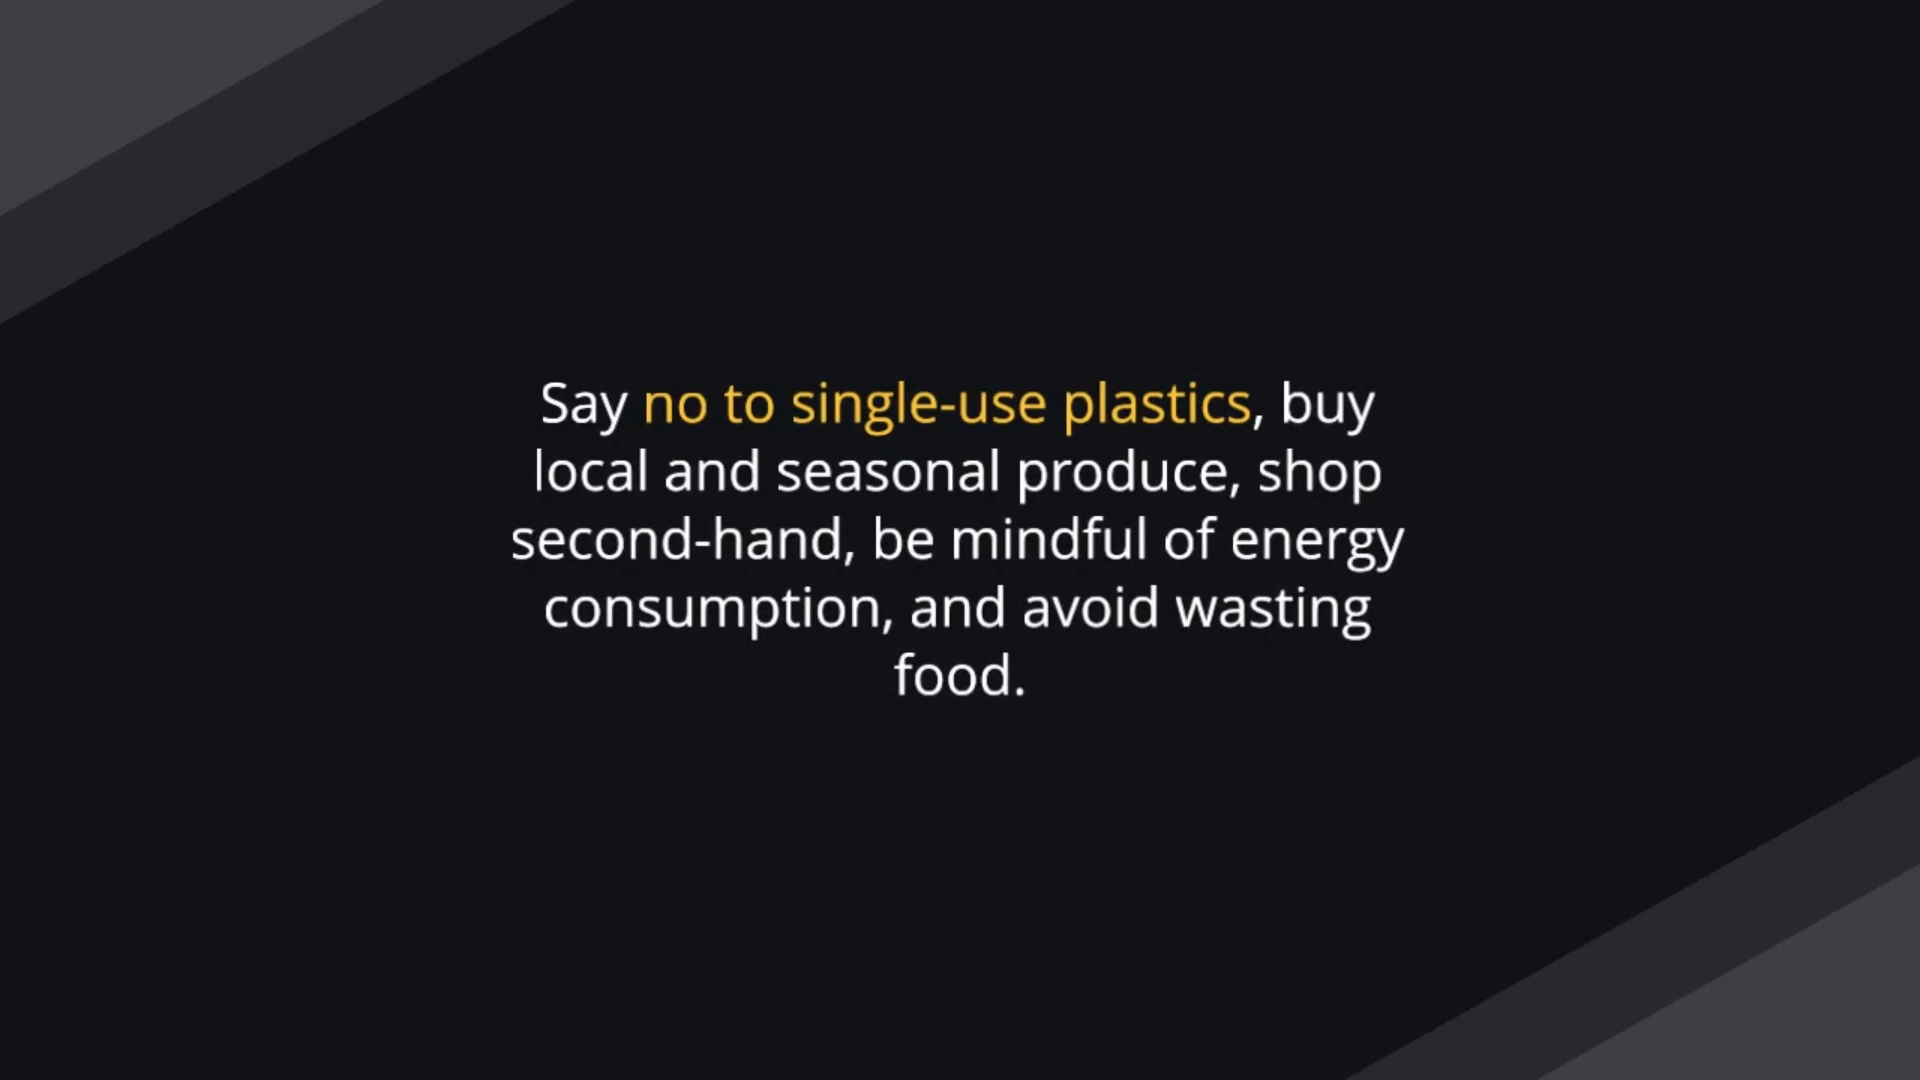 Say no to single-use plastics, buy
local and seasonal produce, shop
second-hand, be mindful of energy
consumption, and avoid wasting
food.